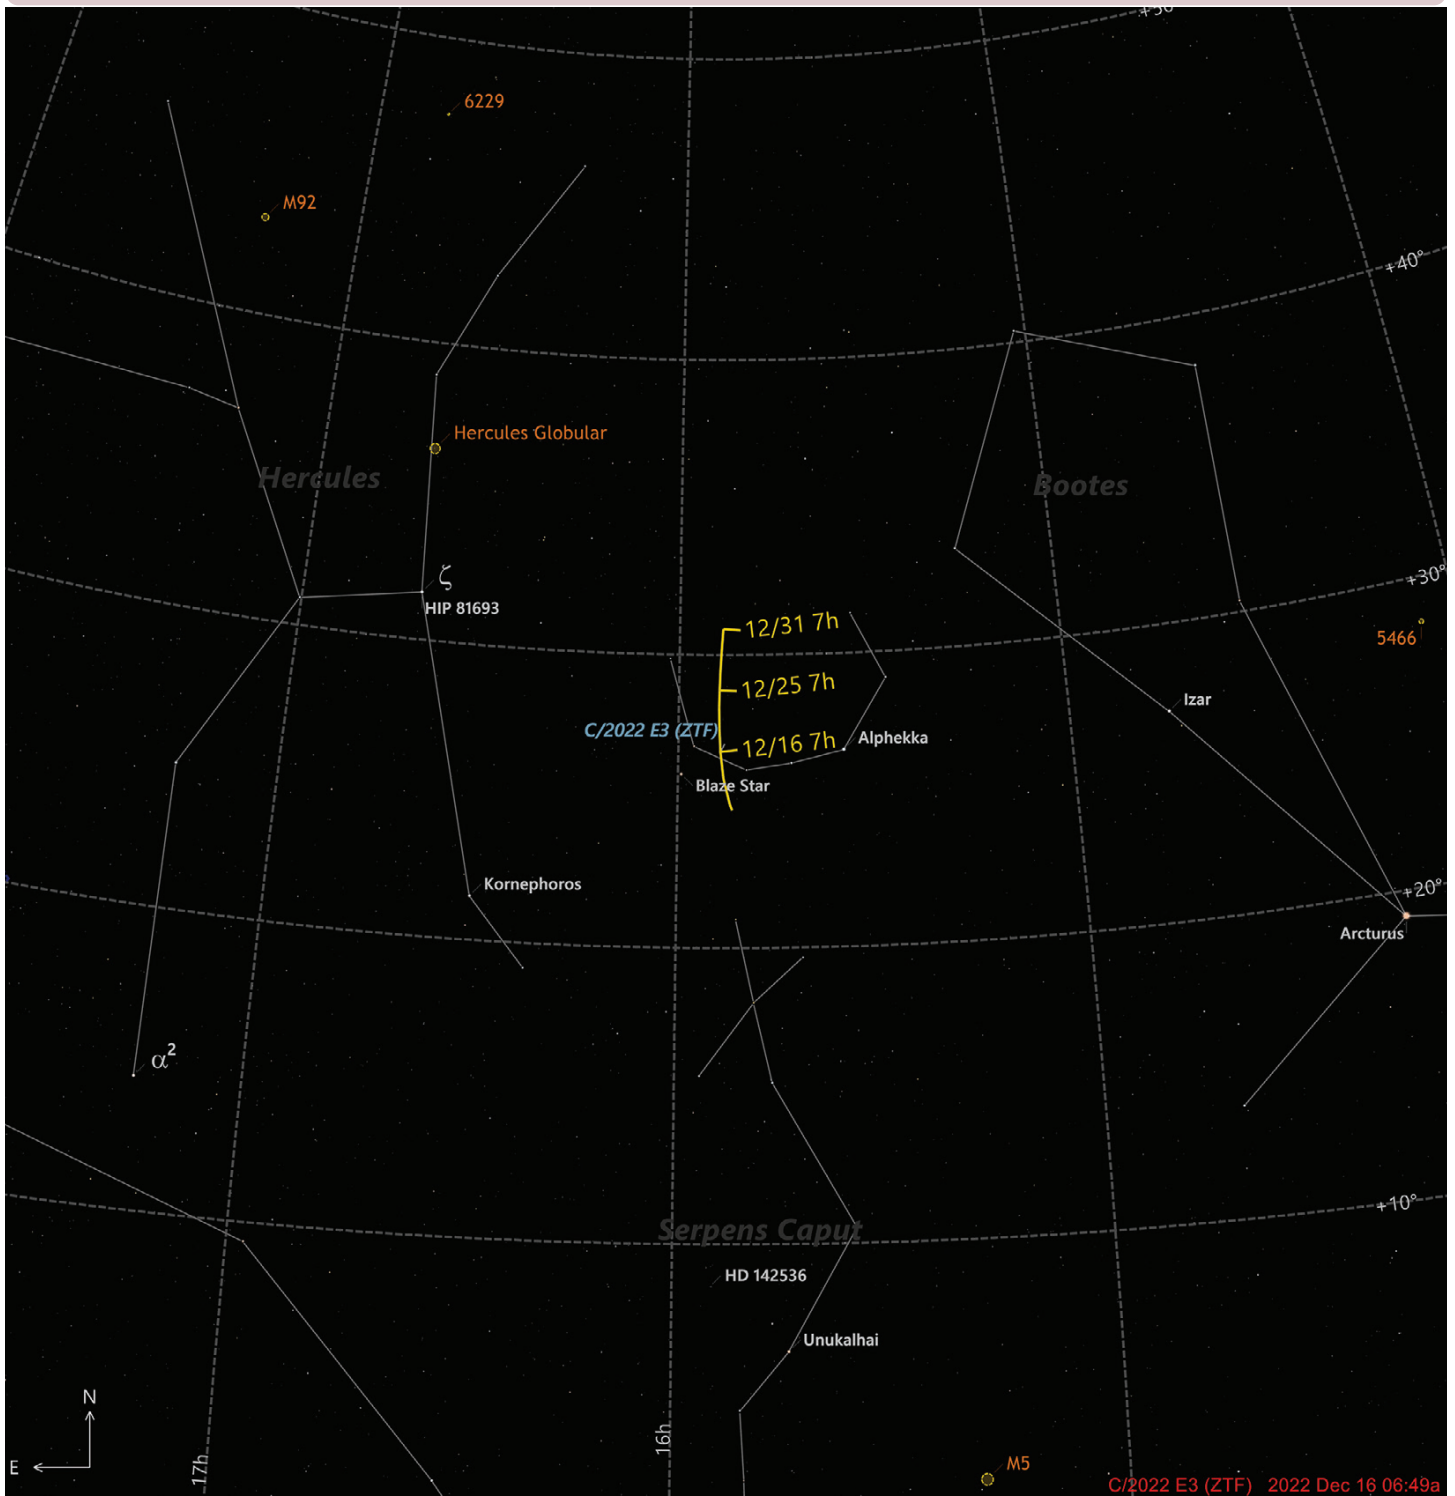 +50
6229
M92
+40°
Hercules Globular
Hercules
Bootes
ζ
HIP 81693
+30°
5466
12/31 7h
12/25 7h
Izar
C/2022 E3 (ZTF)
12/16 7h
Alphekka
Blaze Star
Kornephoros
+20°
Arcturus
α²
+10°
Serpens Caput
HD 142536
Unukalhai
N
E
17h
16h
M5
C/2022 E3 (ZTF) 2022 Dec 16 06:49a